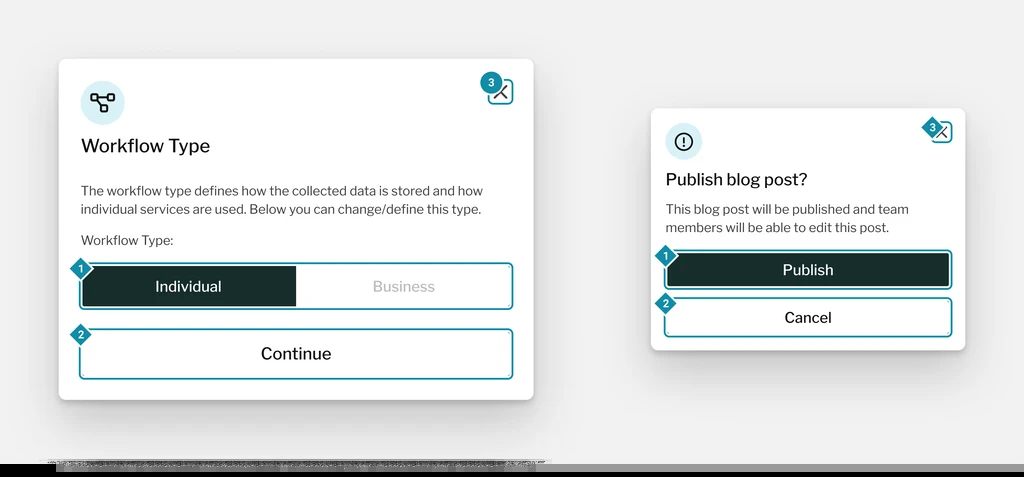 3
Workflow Type
The workflow type defines how the collected data is stored and how
individual services are used. Below you can change/define this type.
Workflow Type:
1
Individual
Business
2
Continue
3
Publish blog post?
This blog post will be published and team
members will be able to edit this post.
1
Publish
2
Cancel